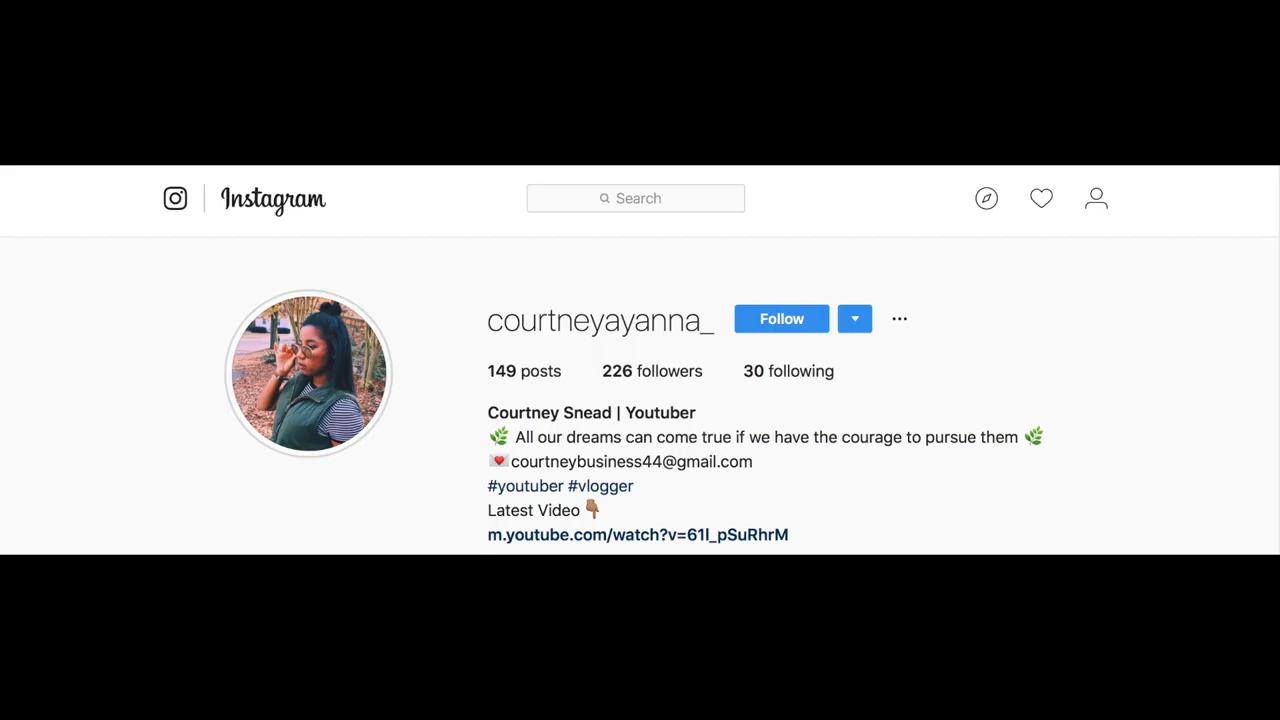 Instagram
Search
courtneyayanna_
Follow
149 posts 226 followers 30 following
Courtney Snead | Youtuber
🌿 All our dreams can come true if we have the courage to pursue them 🌿
💌courtneybusiness44@gmail.com
#youtuber #vlogger
Latest Video 👇🏽
m.youtube.com/watch?v=61l_pSuRhrM